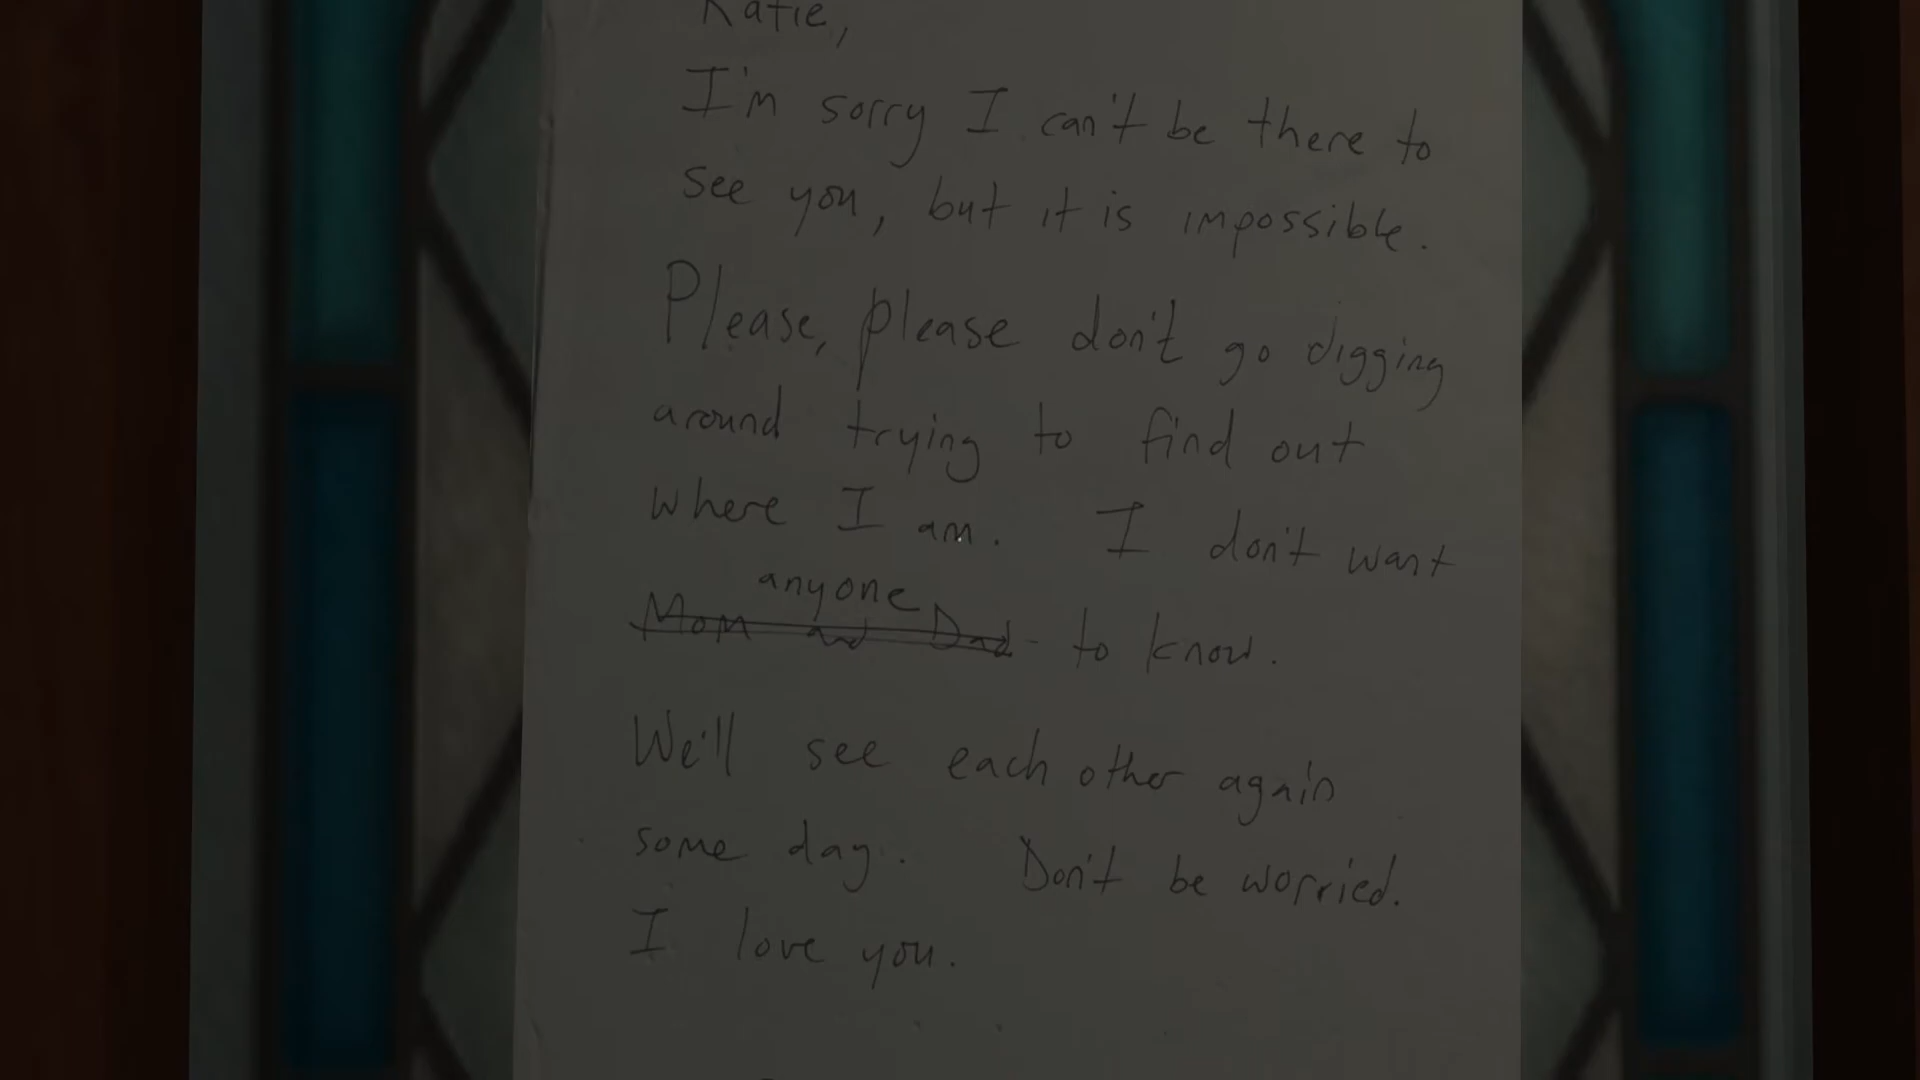 Katie,
I'm sorry I can't be there to
see you, but it is impossible.
Please, please don't go digging
around trying to find out
where I am. I don't want
anyone
Mom and Dad to know.
We'll see each other again
some day. Don't be worried.
I love you.